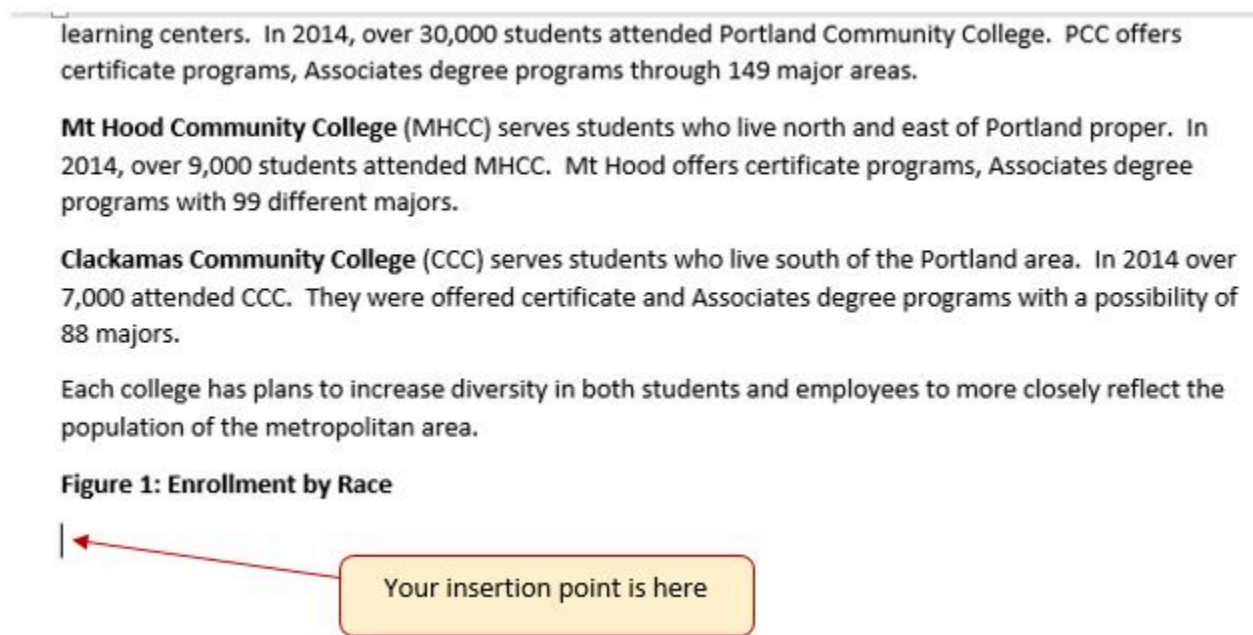 learning centers.  In 2014, over 30,000 students attended Portland Community College.  PCC offers
certificate programs, Associates degree programs through 149 major areas.
Mt Hood Community College (MHCC) serves students who live north and east of Portland proper.  In
2014, over 9,000 students attended MHCC.  Mt Hood offers certificate programs, Associates degree
programs with 99 different majors.
Clackamas Community College (CCC) serves students who live south of the Portland area.  In 2014 over
7,000 attended CCC.  They were offered certificate and Associates degree programs with a possibility of
88 majors.
Each college has plans to increase diversity in both students and employees to more closely reflect the
population of the metropolitan area.
Figure 1: Enrollment by Race
Your insertion point is here